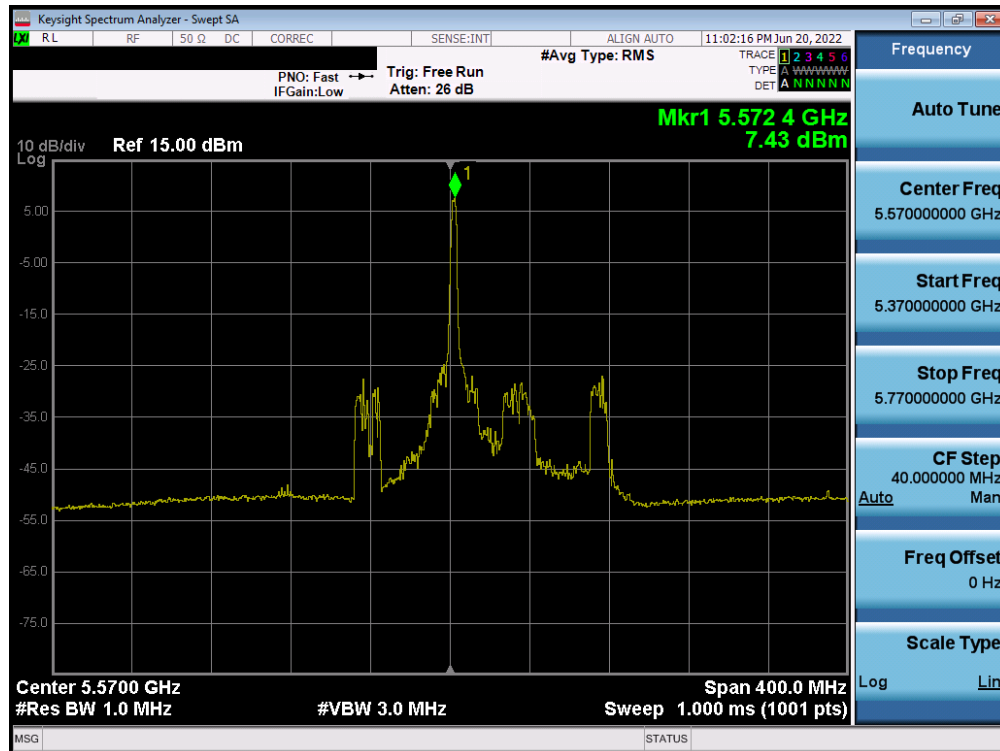 Keysight Spectrum Analyzer - Swept SA
LXI RL RF 50 Ω DC CORREC SENSE:INT ALIGN AUTO 11:02:16 PM Jun 20, 2022
#Avg Type: RMS
TRACE 1 2 3 4 5 6
PNO: Fast Trig: Free Run
TYPE A WWWWW
IFGain:Low Atten: 26 dB
DET A N N N N N
Mkr1 5.572 4 GHz
7.43 dBm
10 dB/div Ref 15.00 dBm
Log
1
5.00
-5.00
-15.0
-25.0
-35.0
-45.0
-55.0
-65.0
-75.0
Center 5.5700 GHz Span 400.0 MHz
#Res BW 1.0 MHz #VBW 3.0 MHz Sweep 1.000 ms (1001 pts)
MSG STATUS
Frequency
Auto Tune
Center Freq
5.570000000 GHz
Start Freq
5.370000000 GHz
Stop Freq
5.770000000 GHz
CF Step
40.000000 MHz
Auto Man
Freq Offset
0 Hz
Scale Type
Log Lin